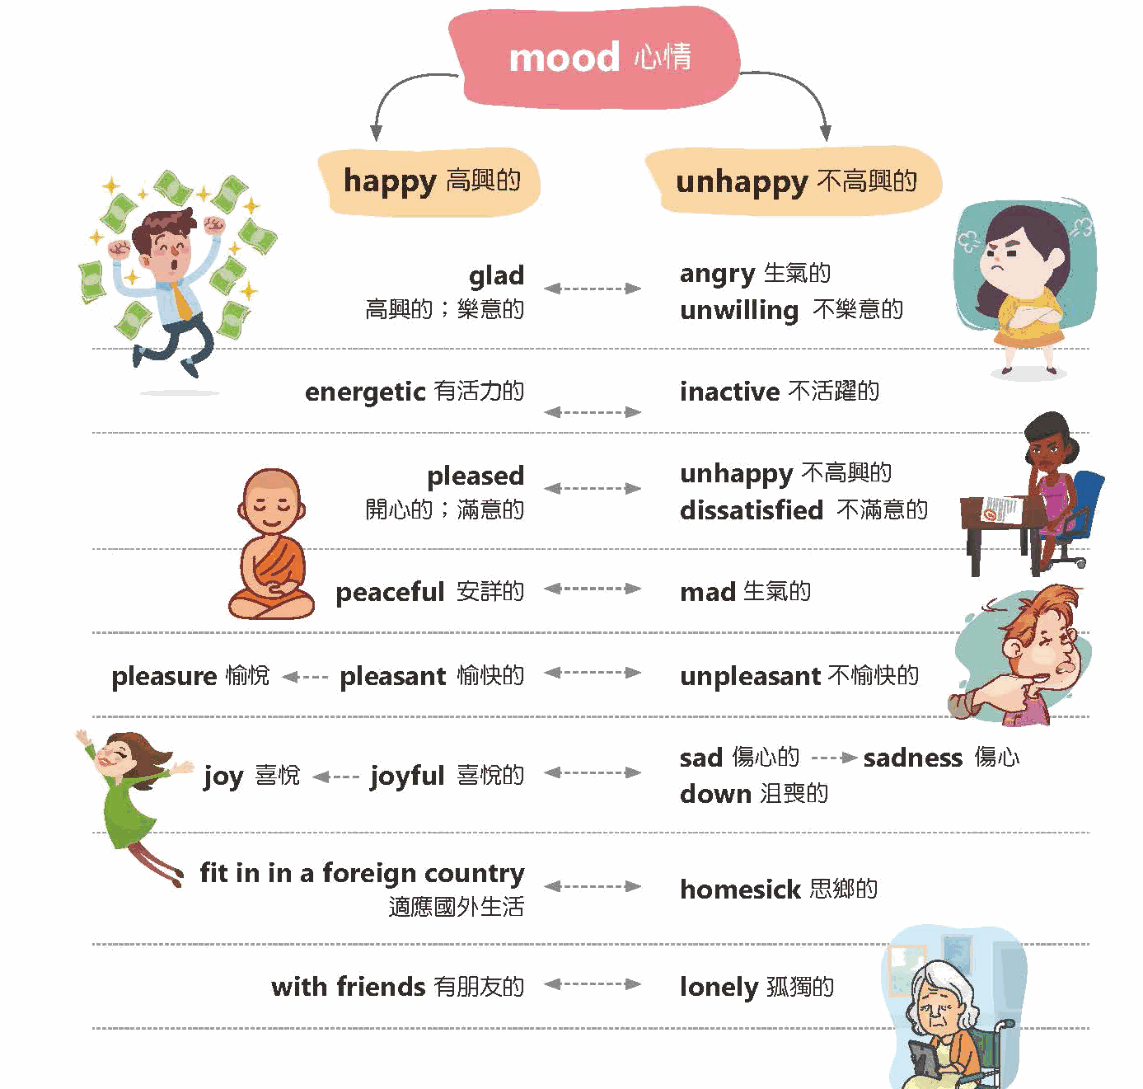 mood 心情
happy 高興的
unhappy 不高興的
glad
高興的；樂意的
angry 生氣的
unwilling 不樂意的
energetic 有活力的
inactive 不活躍的
pleased
開心的；滿意的
unhappy 不高興的
dissatisfied 不滿意的
peaceful 安詳的
mad 生氣的
pleasure 愉悅
pleasant 愉快的
unpleasant 不愉快的
joy 喜悅
joyful 喜悅的
sad 傷心的
sadness 傷心
down 沮喪的
fit in in a foreign country
適應國外生活
homesick 思鄉的
with friends 有朋友的
lonely 孤獨的